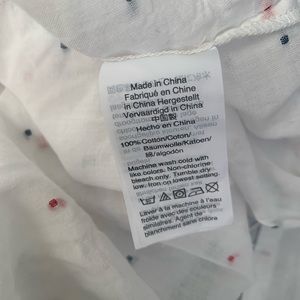 Made in China
Fabriqué en Chine
in China Hergestellt
Vervaardigd in China
中国製
Hecho en China
100%Cotton/Coton/
Baumwolle/Katoen/
綿/algodón
Machine wash cold with
like colors. Non-chlorine
bleach only. Tumble dry
low. Iron on lowest setting.
Laver à la machine à l'eau
froide avec des couleurs
similaires. Agent de
blanchiment sans chlore